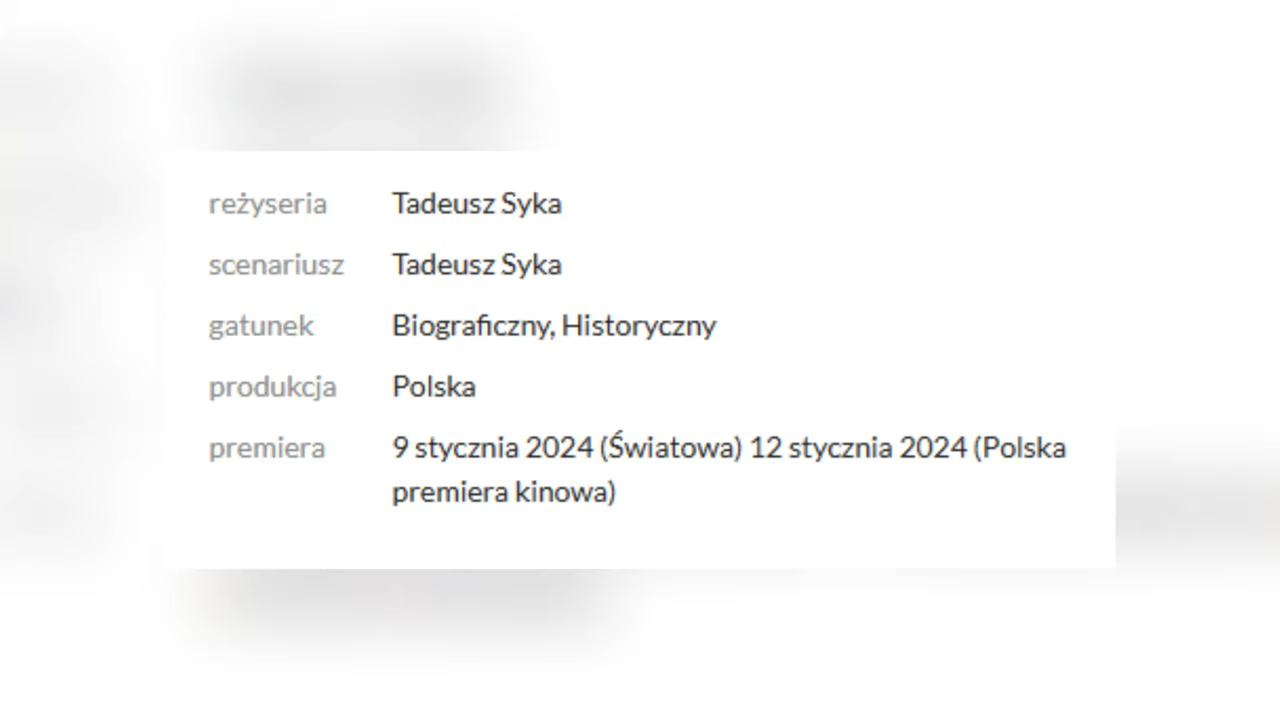 reżyseria Tadeusz Syka
scenariusz Tadeusz Syka
gatunek Biograficzny, Historyczny
produkcja Polska
premiera 9 stycznia 2024 (Światowa) 12 stycznia 2024 (Polska
premiera kinowa)